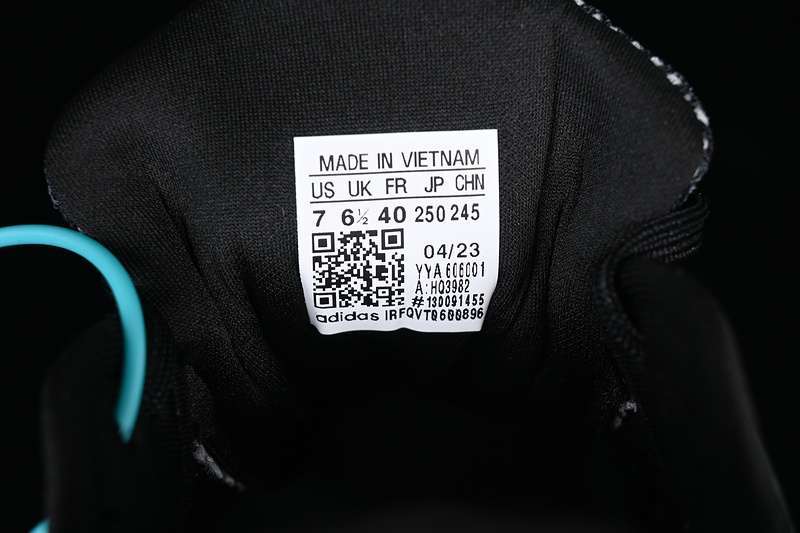 MADE IN VIETNAM
US UK FR JP CHN
7 6½ 40 250 245
04/23
YYA 606001
A: HQ3982
#130091455
adidas IRFQVT0600896